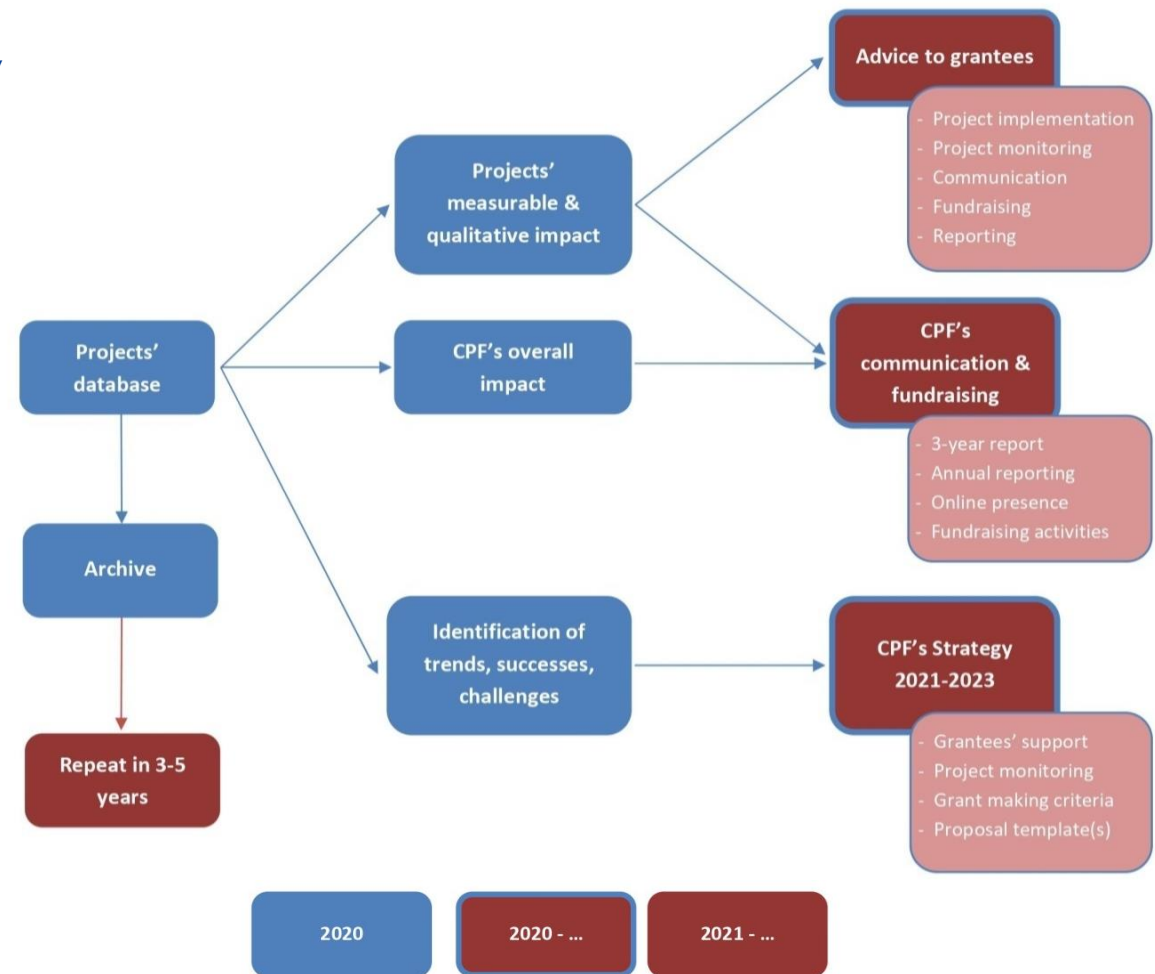 Advice to grantees
- Project implementation
- Project monitoring
- Communication
- Fundraising
- Reporting
Projects’
measurable &
qualitative impact
Projects’
database
CPF’s overall
impact
CPF’s
communication &
fundraising
- 3-year report
- Annual reporting
- Online presence
- Fundraising activities
Archive
Identification of
trends, successes,
challenges
CPF’s Strategy
2021-2023
- Grantees’ support
- Project monitoring
- Grant making criteria
- Proposal template(s)
Repeat in 3-5
years
2020
2020 - ...
2021 - ...